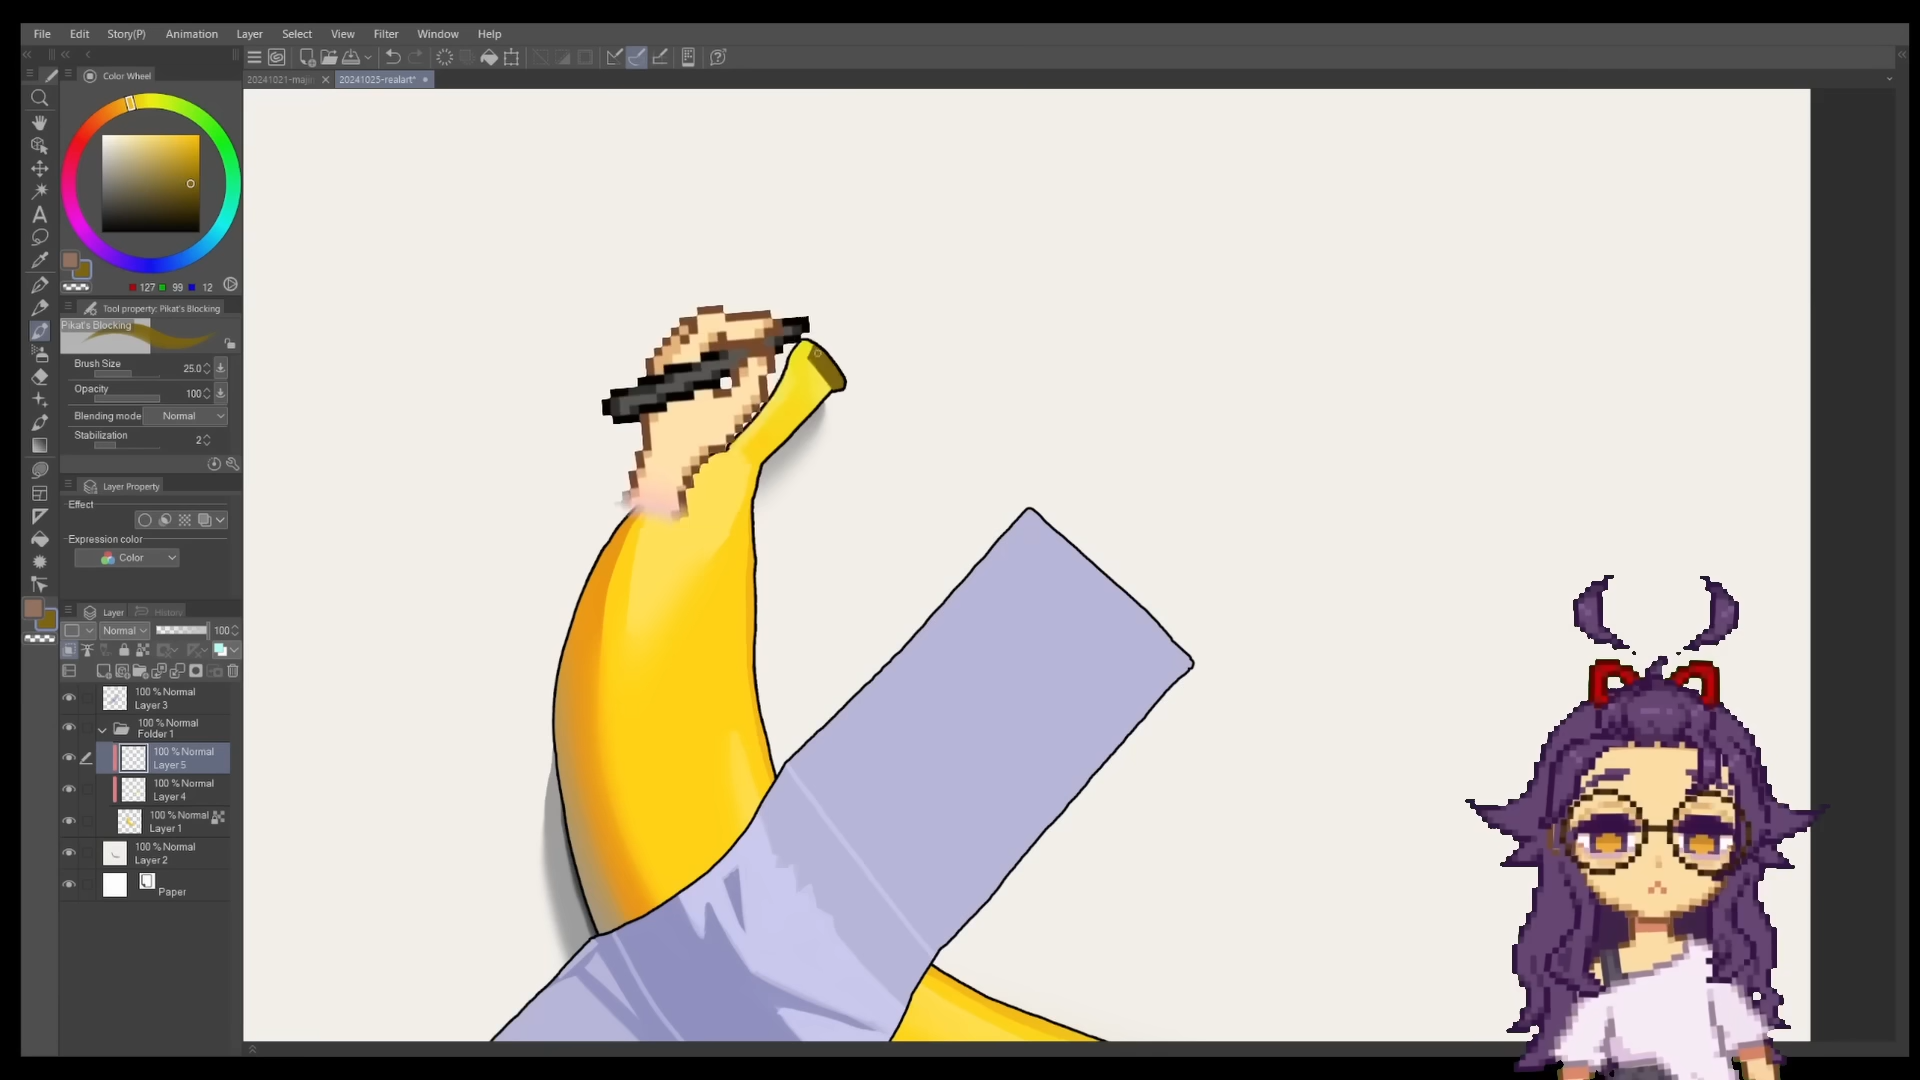 File Edit Story(P) Animation Layer Select View Filter Window Help
Color Wheel
20241025-realart*
127 99 12
Tool property: Pikat's Blocking
Pikat's Blocking
Brush Size 25.0
Opacity 100
Blending mode Normal
Stabilization 2
Layer Property
Effect
Expression color
Color
Layer History
Normal 100
100 % Normal
Layer 3
100 % Normal
Folder 1
100 % Normal
Layer 5
100 % Normal
Layer 4
100 % Normal
Layer 1
100 % Normal
Layer 2
Paper